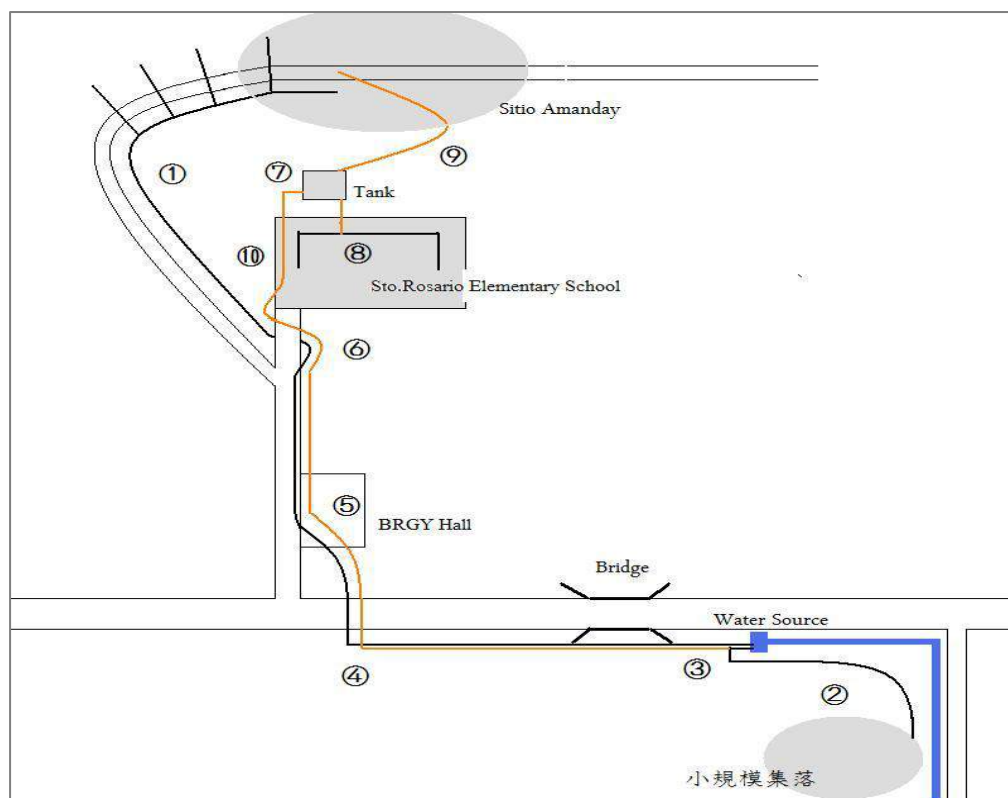 Sitio Amanday
①
⑨
⑦
Tank
⑩
⑧
Sto.Rosario Elementary School
⑥
⑤
BRGY Hall
Bridge
Water Source
④
③
②
小規模集落